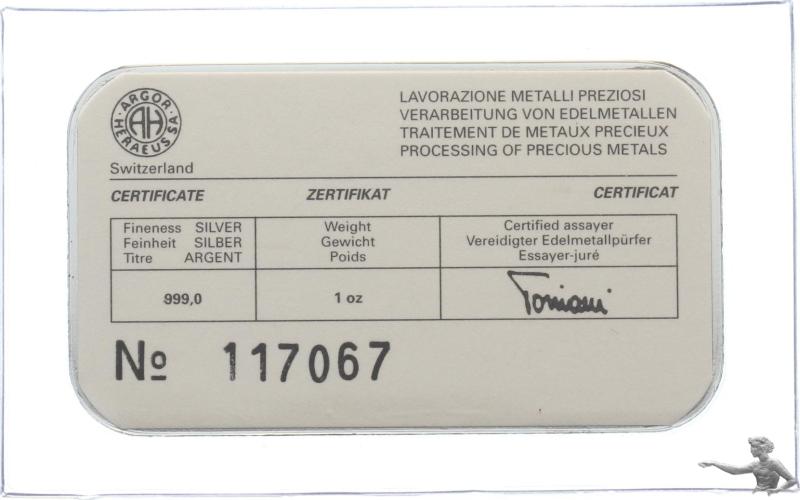 ARGOR-HERAEUS SA
AH
Switzerland
LAVORAZIONE METALLI PREZIOSI
VERARBEITUNG VON EDELMETALLEN
TRAITEMENT DE METAUX PRECIEUX
PROCESSING OF PRECIOUS METALS
CERTIFICATE ZERTIFIKAT CERTIFICAT
Fineness SILVER
Feinheit SILBER
Titre ARGENT
Weight
Gewicht
Poids
Certified assayer
Vereidigter Edelmetallpürfer
Essayer-juré
999,0
1 oz
Toniani
№ 117067